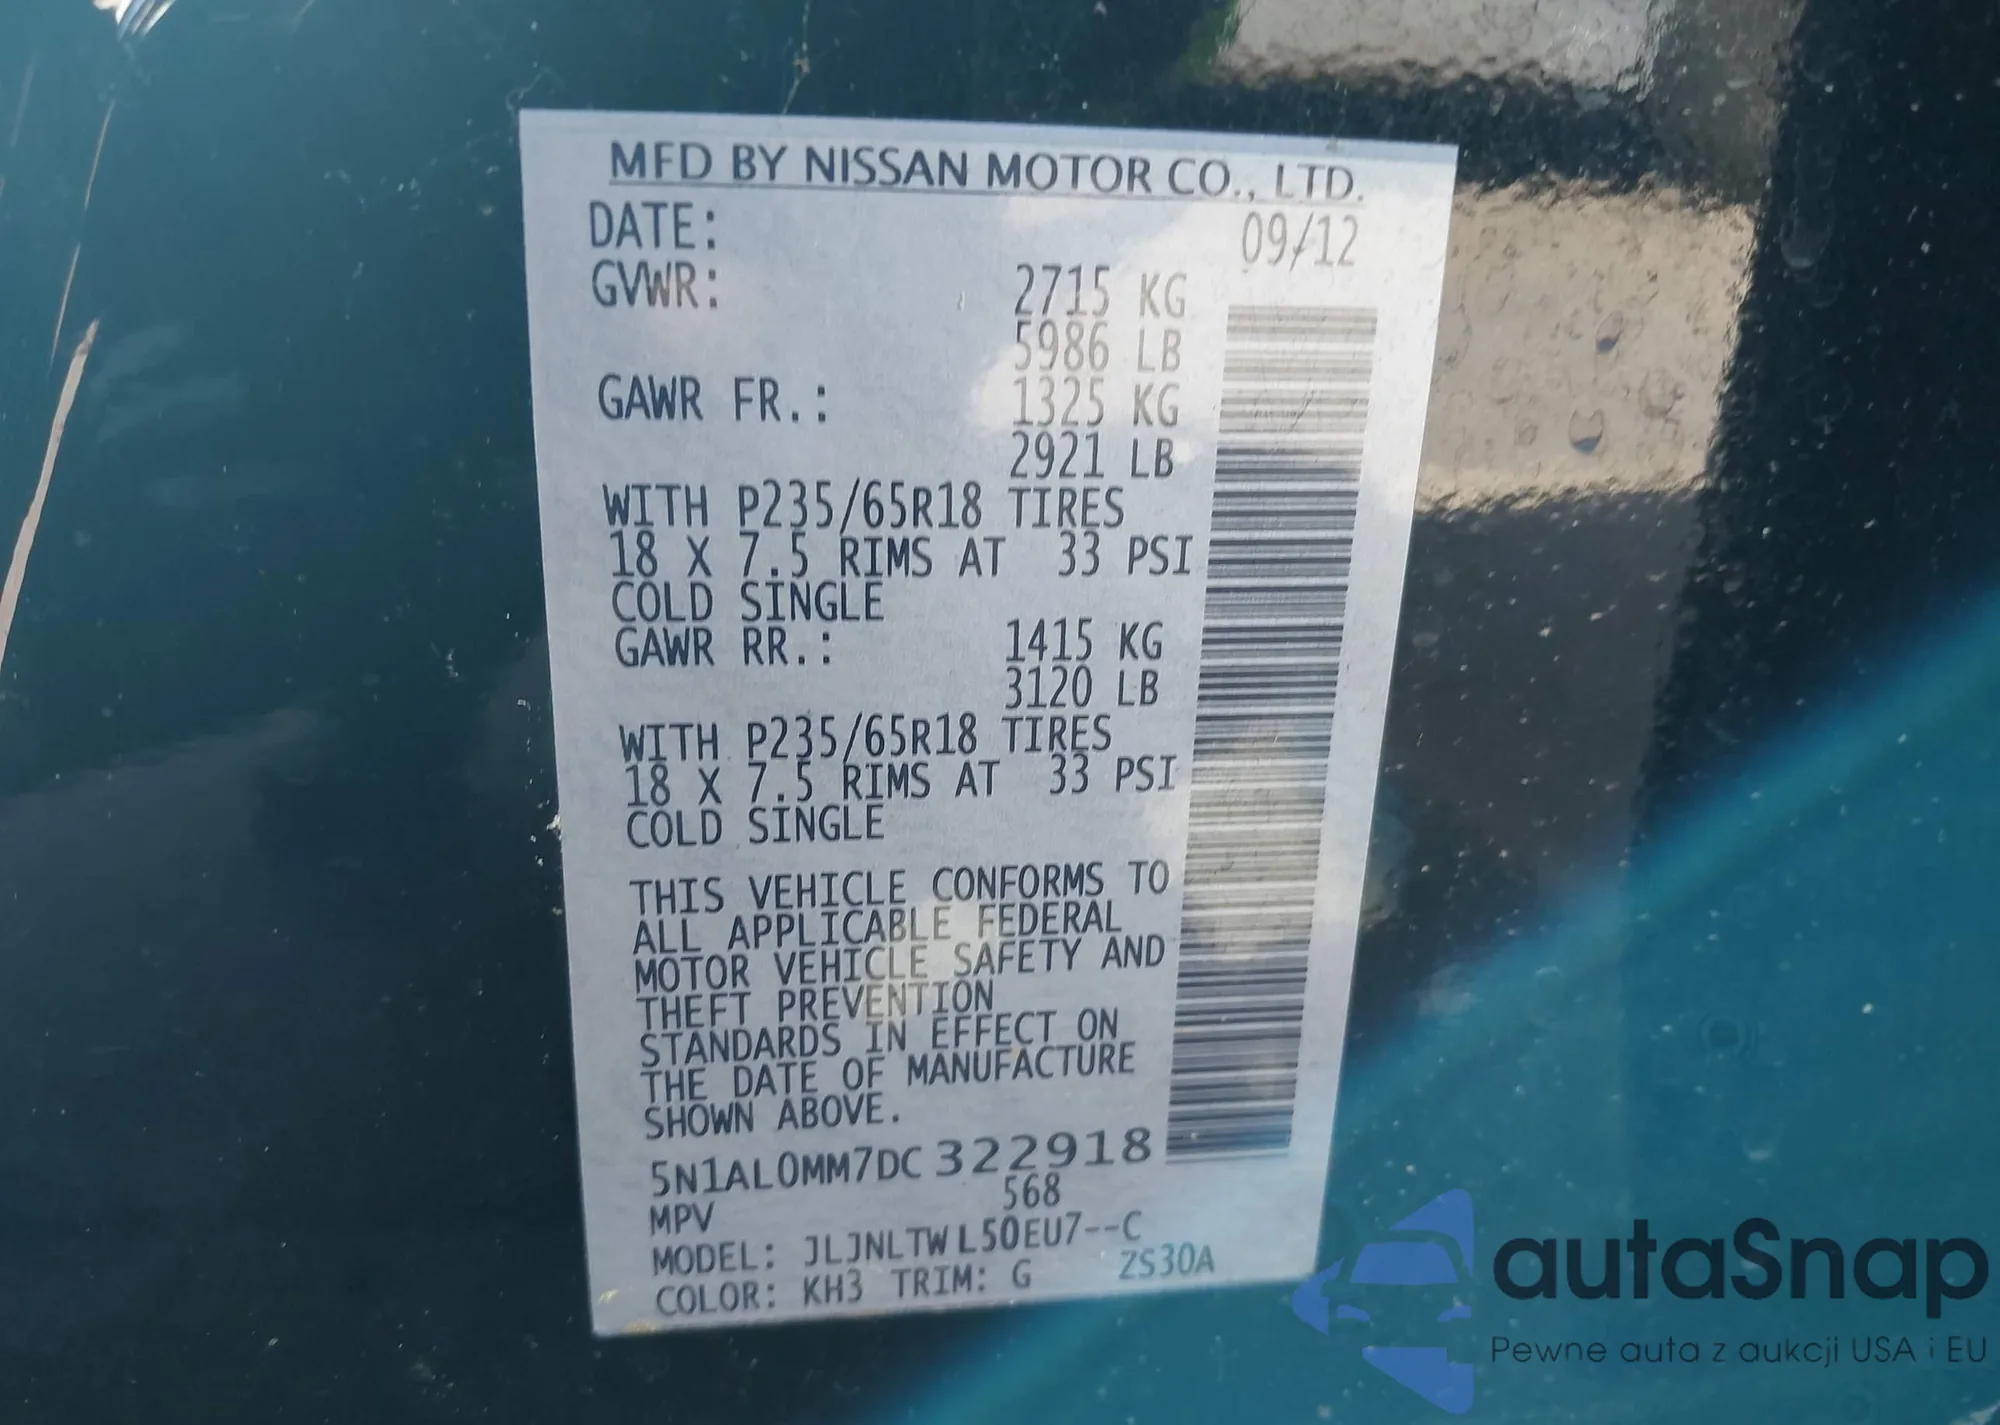 MFD BY NISSAN MOTOR CO., LTD.
DATE: 09/12
GVWR: 2715 KG
5986 LB
GAWR FR.: 1325 KG
2921 LB
WITH P235/65R18 TIRES
18 X 7.5 RIMS AT 33 PSI
COLD SINGLE
GAWR RR.: 1415 KG
3120 LB
WITH P235/65R18 TIRES
18 X 7.5 RIMS AT 33 PSI
COLD SINGLE
THIS VEHICLE CONFORMS TO
ALL APPLICABLE FEDERAL
MOTOR VEHICLE SAFETY AND
THEFT PREVENTION
STANDARDS IN EFFECT ON
THE DATE OF MANUFACTURE
SHOWN ABOVE.
5N1AL0MM7DC322918
MPV 568
MODEL: JLJNLTWL50EU7--C
COLOR: KH3 TRIM: G ZS30A
autaSnap
Pewne auta z aukcji USA i EU